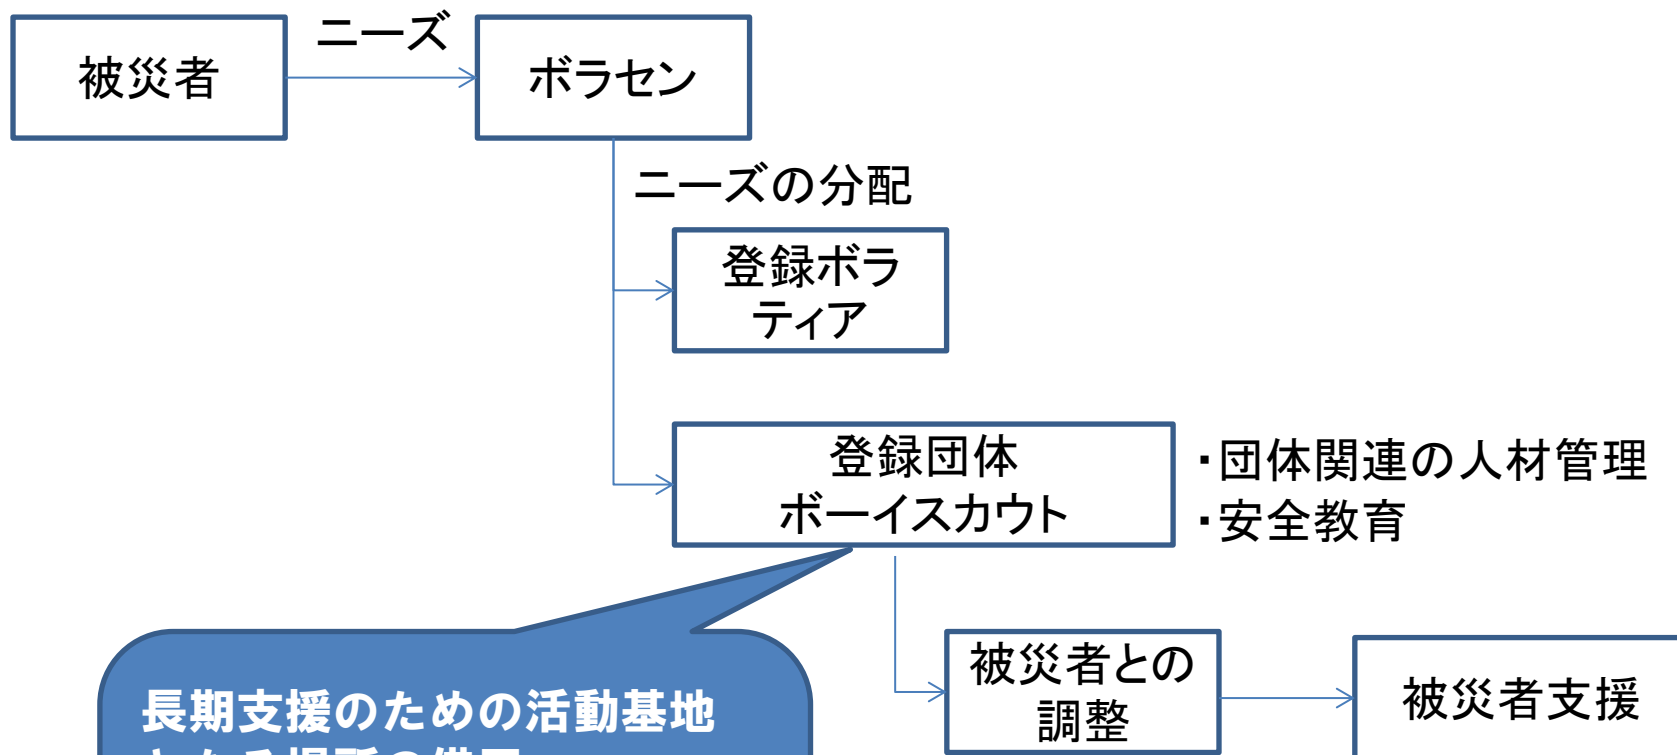 被災者
ニーズ
ボラセン
ニーズの分配
登録ボラ
ティア
登録団体
ボーイスカウト
・団体関連の人材管理
・安全教育
被災者との
調整
被災者支援
長期支援のための活動基地